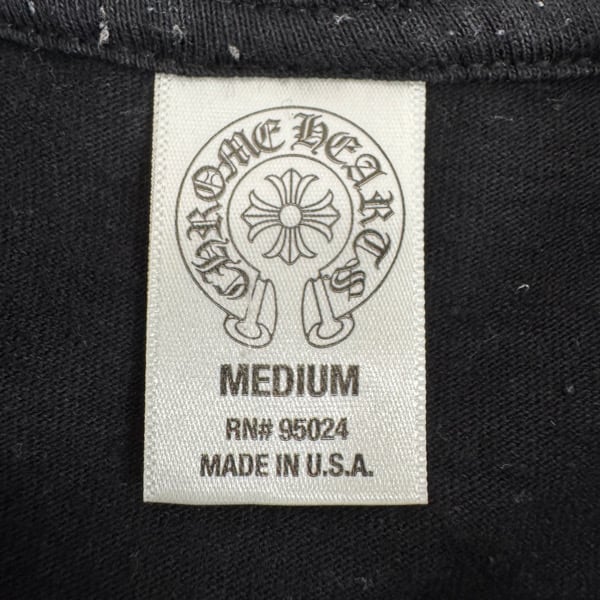 CHROME HEARTS
MEDIUM
RN# 95024
MADE IN U.S.A.